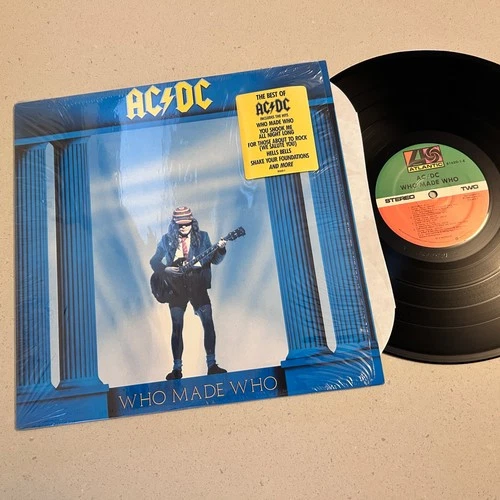 AC⚡DC
THE BEST OF
AC⚡DC
INCLUDES THE HITS
WHO MADE WHO
YOU SHOOK ME
ALL NIGHT LONG
FOR THOSE ABOUT TO ROCK
(WE SALUTE YOU)
HELLS BELLS
SHAKE YOUR FOUNDATIONS
AND MORE
WHO MADE WHO
ATLANTIC
AC/DC
WHO MADE WHO
STEREO TWO